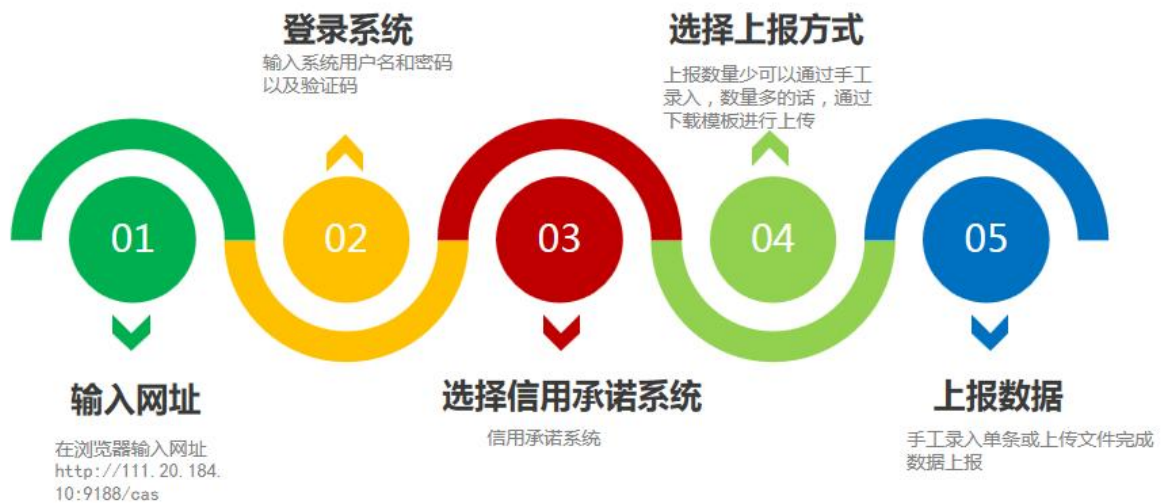 登录系统
输入系统用户名和密码
以及验证码
选择上报方式
上报数量少可以通过手工
录入，数量多的话，通过
下载模板进行上传
01
02
03
04
05
输入网址
在浏览器输入网址
http://111.20.184.
10:9188/cas
选择信用承诺系统
信用承诺系统
上报数据
手工录入单条或上传文件完成
数据上报